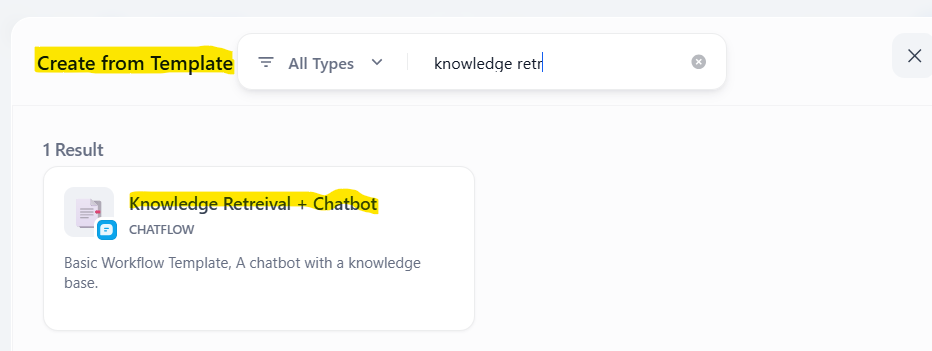 Create from Template
All Types
knowledge retr
1 Result
Knowledge Retreival + Chatbot
CHATFLOW
Basic Workflow Template, A chatbot with a knowledge
base.